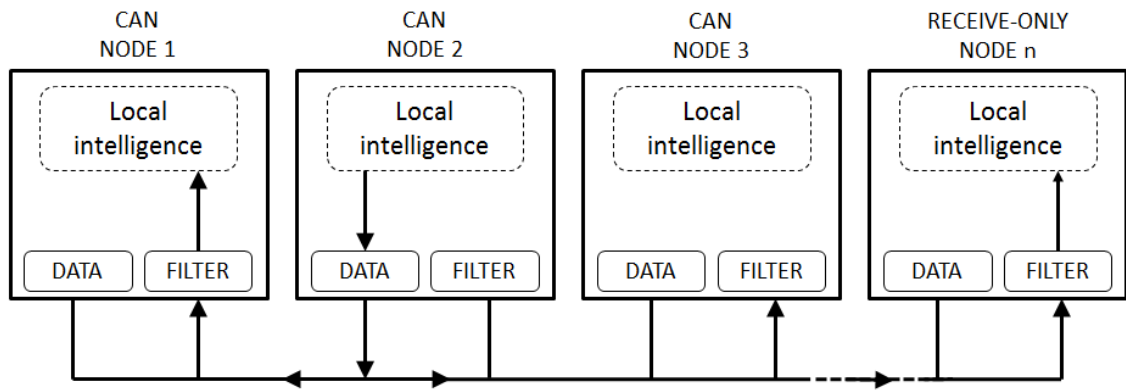 CAN
NODE 1
CAN
NODE 2
CAN
NODE 3
RECEIVE-ONLY
NODE n
Local
intelligence
Local
intelligence
Local
intelligence
Local
intelligence
DATA
FILTER
DATA
FILTER
DATA
FILTER
DATA
FILTER